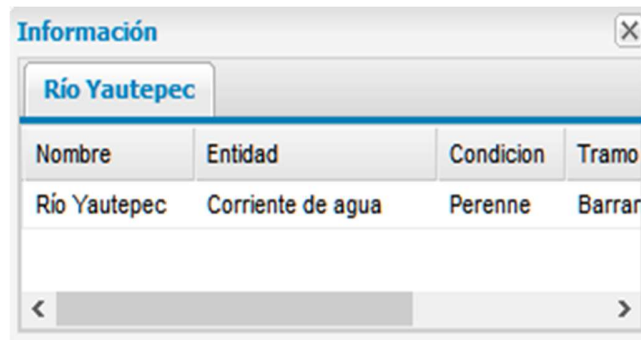 Información
Río Yautepec
Nombre Entidad Condicion Tramo
Río Yautepec Corriente de agua Perenne